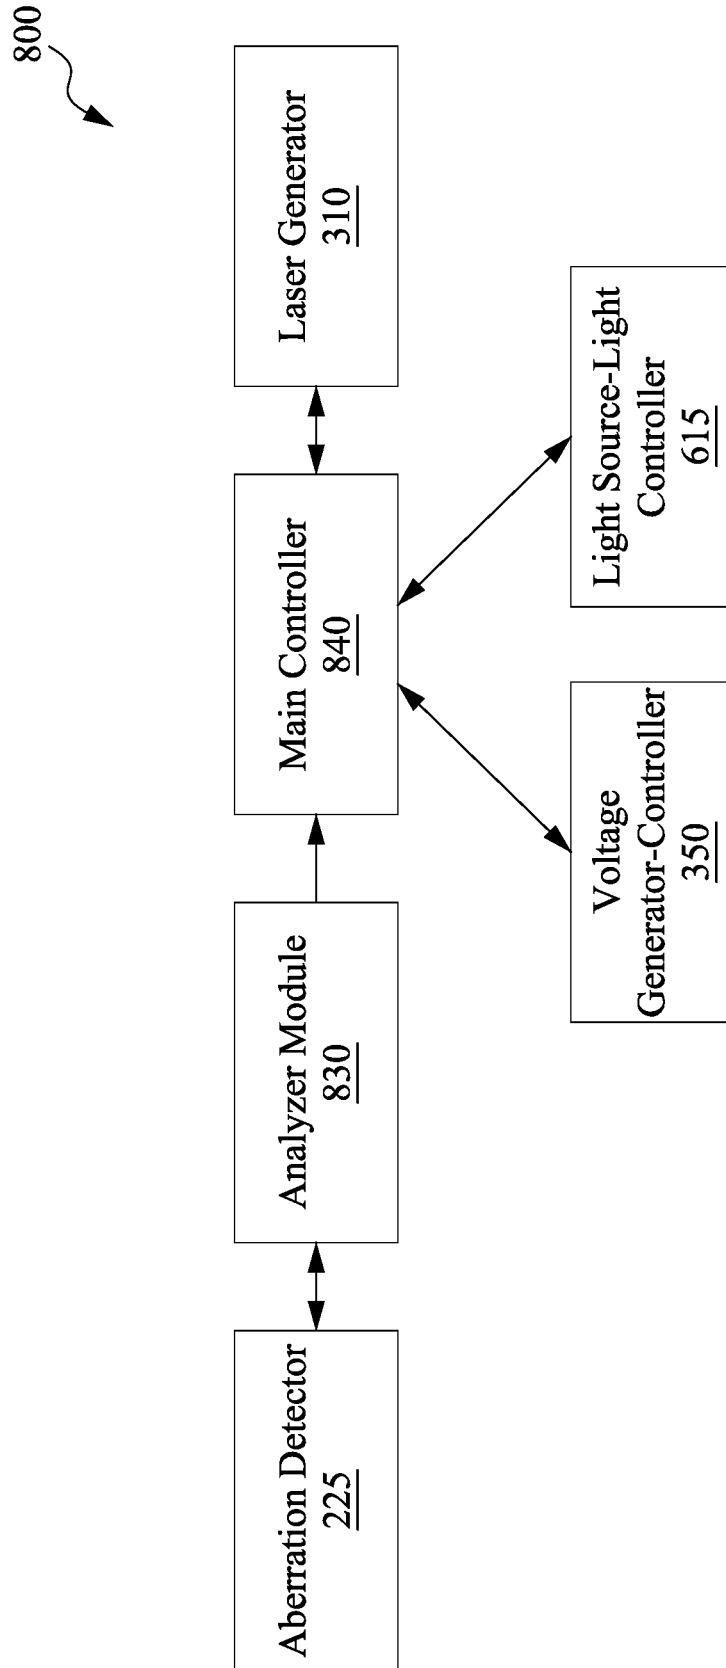 800
Aberration Detector
225
Analyzer Module
830
Main Controller
840
Laser Generator
310
Voltage
Generator-Controller
350
Light Source-Light
Controller
615